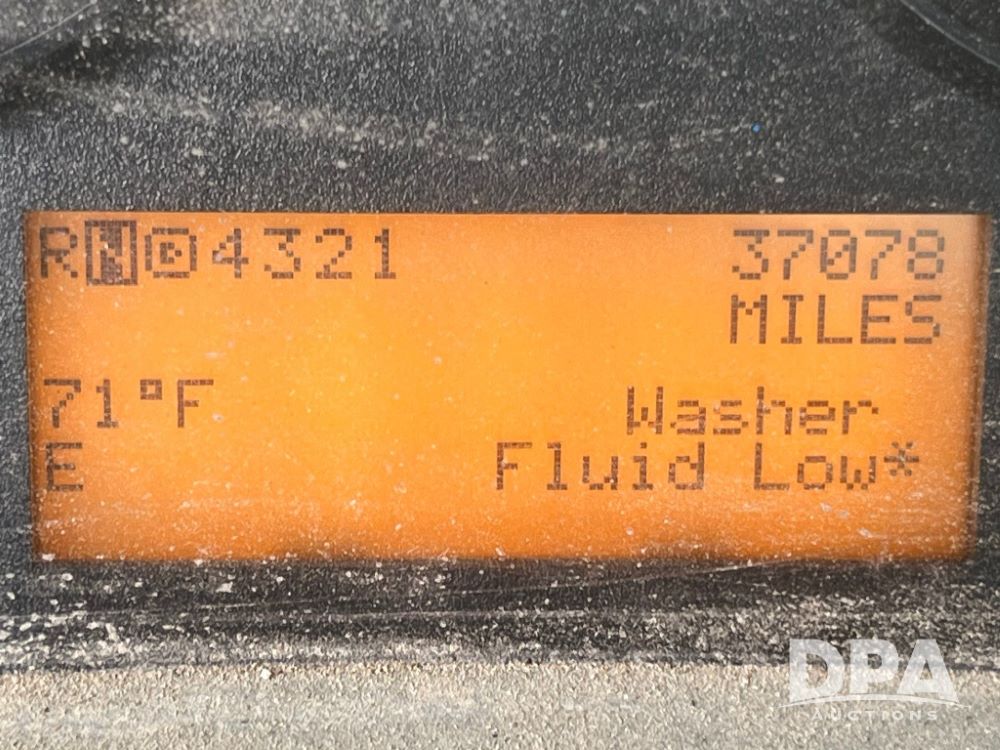 RND4321 37078
MILES
71°F Washer
E Fluid Low*
DPA
AUCTIONS